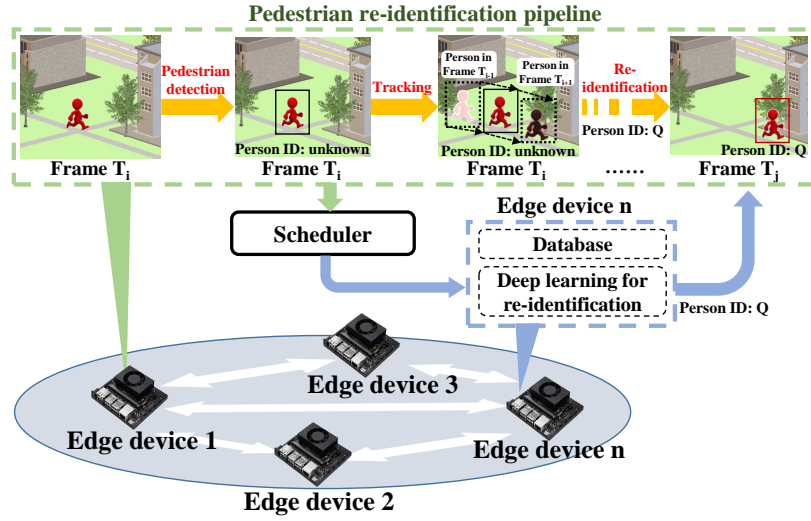 Pedestrian re-identification pipeline
Pedestrian
detection
Tracking
Person in
Frame Ti-1
Person in
Frame Ti+1
Re-
identification
Person ID: Q
Person ID: unknown
Person ID: unknown
Person ID: Q
Frame Ti
Frame Ti
Frame Ti
......
Frame Tj
Edge device n
Scheduler
Database
Deep learning for
re-identification
Person ID: Q
Edge device 3
Edge device 1
Edge device n
Edge device 2